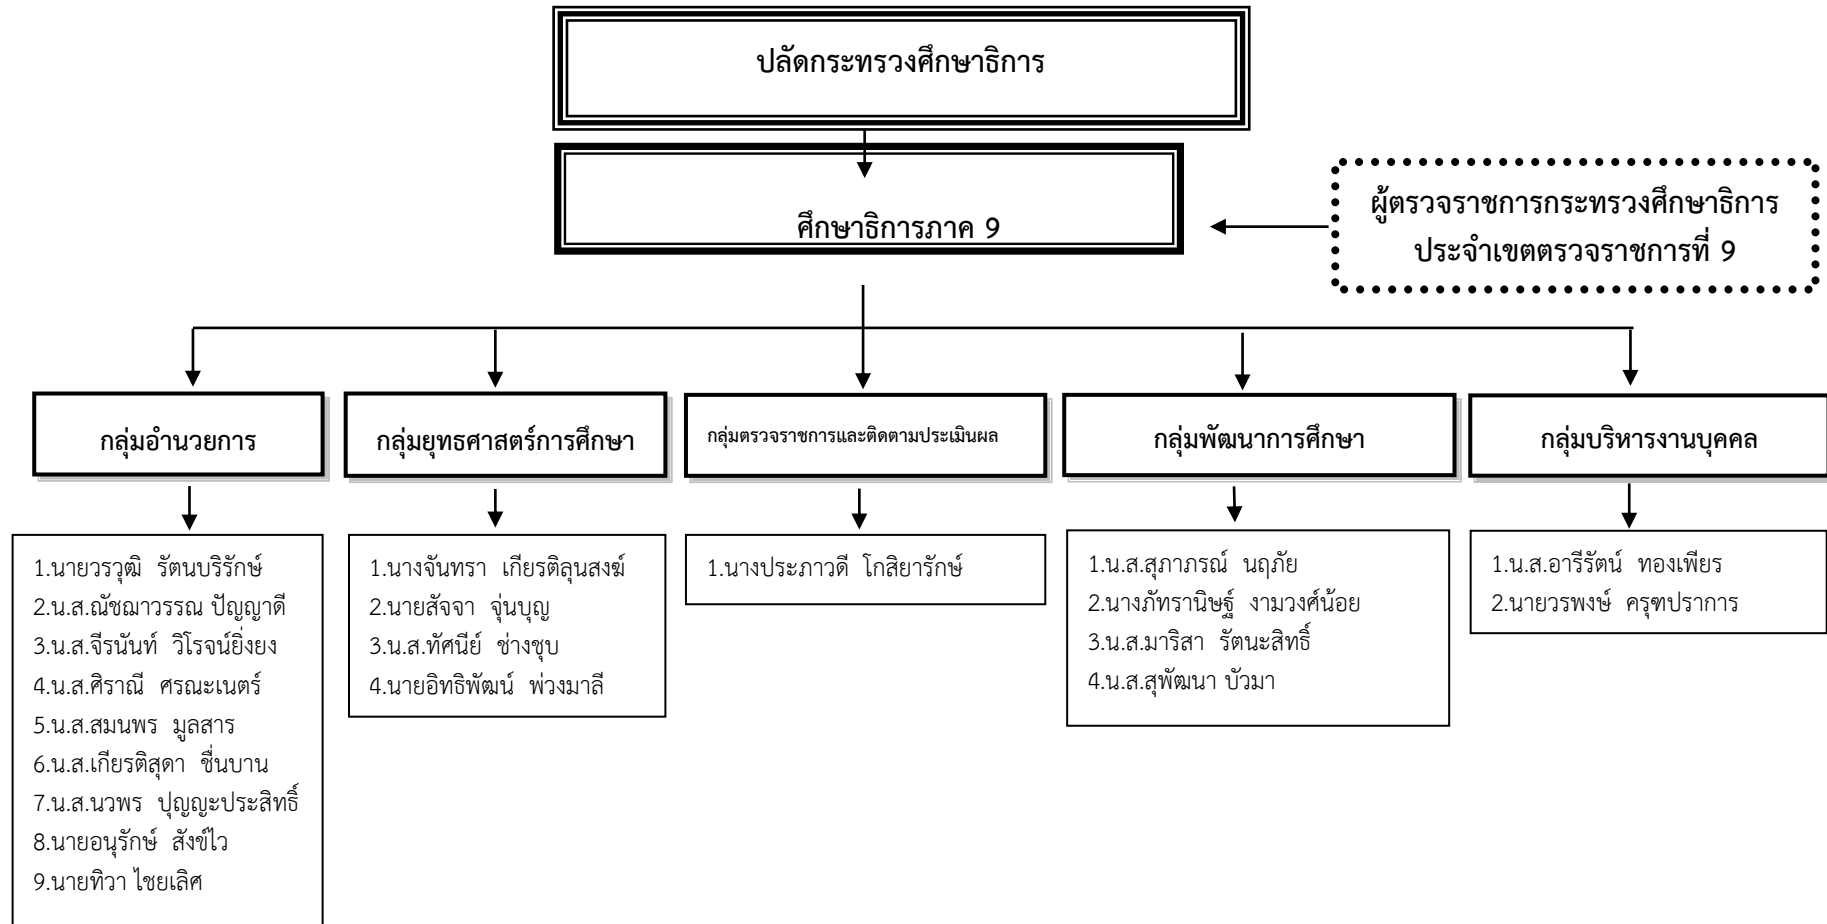 ปลัดกระทรวงศึกษาธิการ
ศึกษาธิการภาค 9
ผู้ตรวจราชการกระทรวงศึกษาธิการ
ประจำเขตตรวจราชการที่ 9
กลุ่มอำนวยการ
กลุ่มยุทธศาสตร์การศึกษา
กลุ่มตรวจราชการและติดตามประเมินผล
กลุ่มพัฒนาการศึกษา
กลุ่มบริหารงานบุคคล
1.นายวรวุฒิ รัตนบริรักษ์
2.น.ส.ณัชฌาวรรณ ปัญญาดี
3.น.ส.จีรนันท์ วิโรจน์ยิ่งยง
4.น.ส.ศิราณี ศรณะเนตร์
5.น.ส.สมนพร มูลสาร
6.น.ส.เกียรติสุดา ชื่นบาน
7.น.ส.นวพร ปุญญะประสิทธิ์
8.นายอนุรักษ์ สังข์ไว
9.นายทิวา ไชยเลิศ
1.นางจันทรา เกียรติลุนสงฆ์
2.นายสัจจา จุ่นบุญ
3.น.ส.ทัศนีย์ ช่างชุบ
4.นายอิทธิพัฒน์ พ่วงมาลี
1.นางประภาวดี โกสิยารักษ์
1.น.ส.สุภาภรณ์ นฤภัย
2.นางภัทรานิษฐ์ งามวงศ์น้อย
3.น.ส.มาริสา รัตนะสิทธิ์
4.น.ส.สุพัฒนา บัวมา
1.น.ส.อารีรัตน์ ทองเพียร
2.นายวรพงษ์ ครุฑปราการ